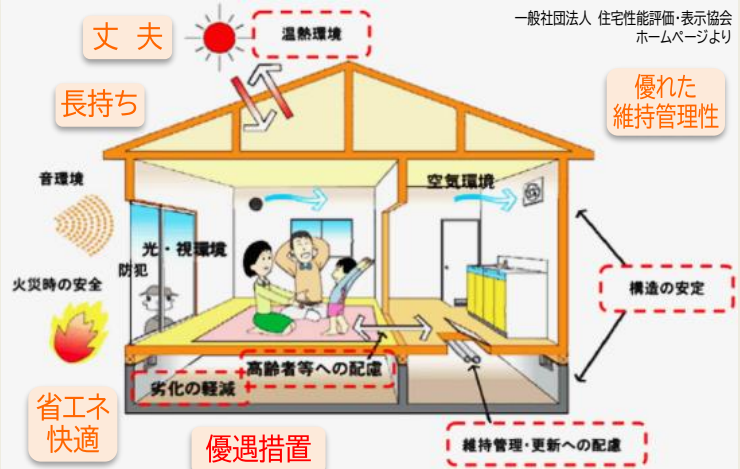 一般社団法人 住宅性能評価・表示協会
ホームページより
丈 夫
温熱環境
長持ち
優れた
維持管理性
音環境
空気環境
光・視環境
防犯
火災時の安全
構造の安定
高齢者等への配慮
劣化の軽減
省エネ
快適
優遇措置
維持管理・更新への配慮